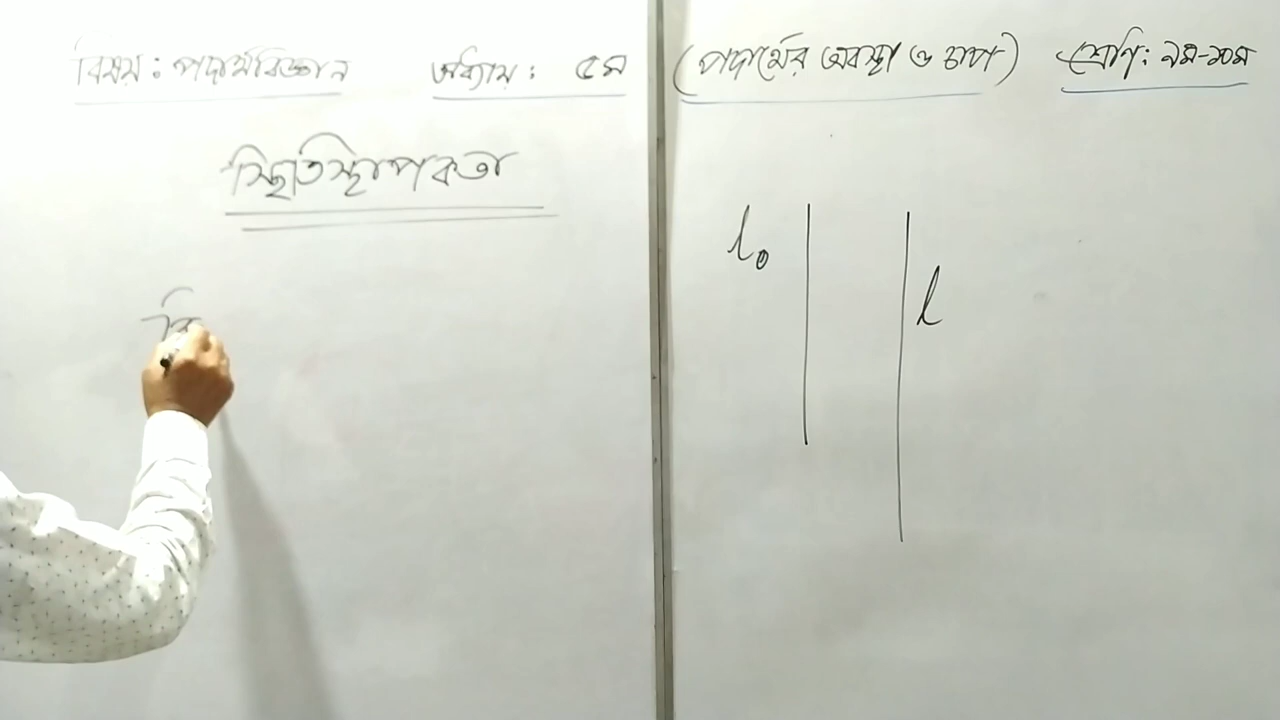 বিষয়: পদার্থবিজ্ঞান অধ্যায়: ৫ম (পদার্থের অবস্থা ও চাপ) শ্রেণি: ৯ম-১০ম
স্থিতিস্থাপকতা
l₀
l
বি